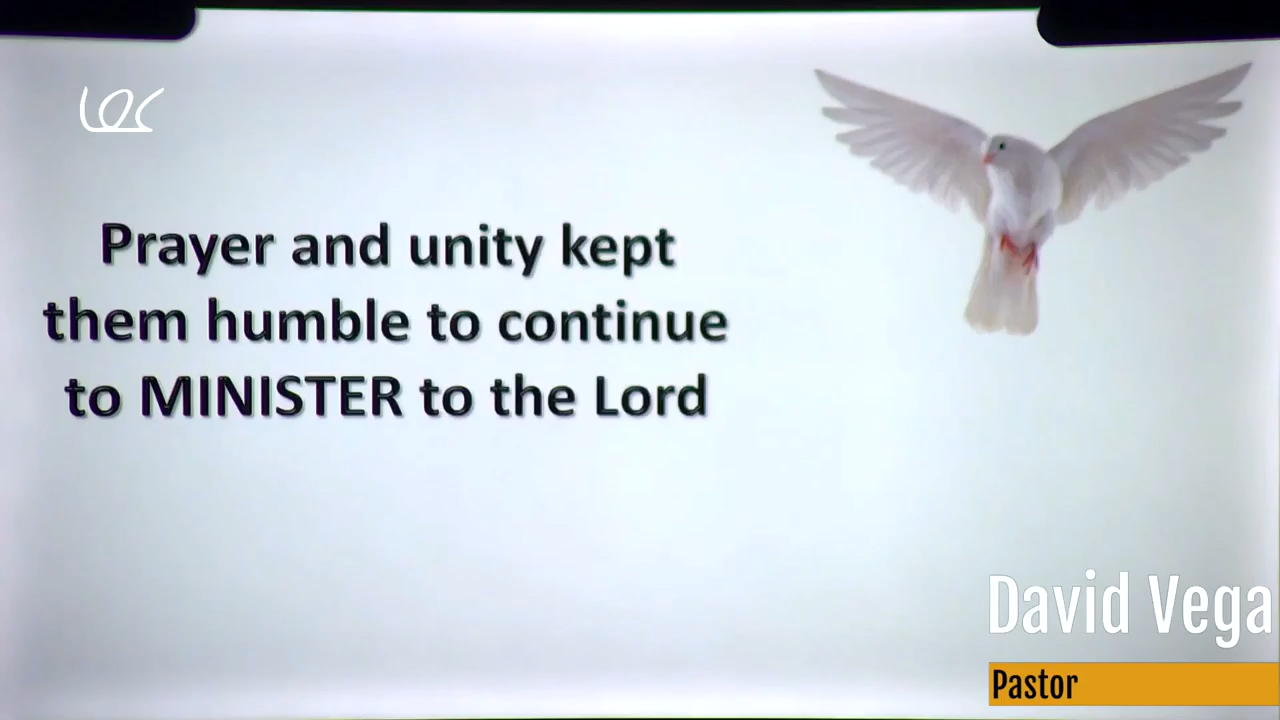 Prayer and unity kept
them humble to continue
to MINISTER to the Lord
David Vega
Pastor